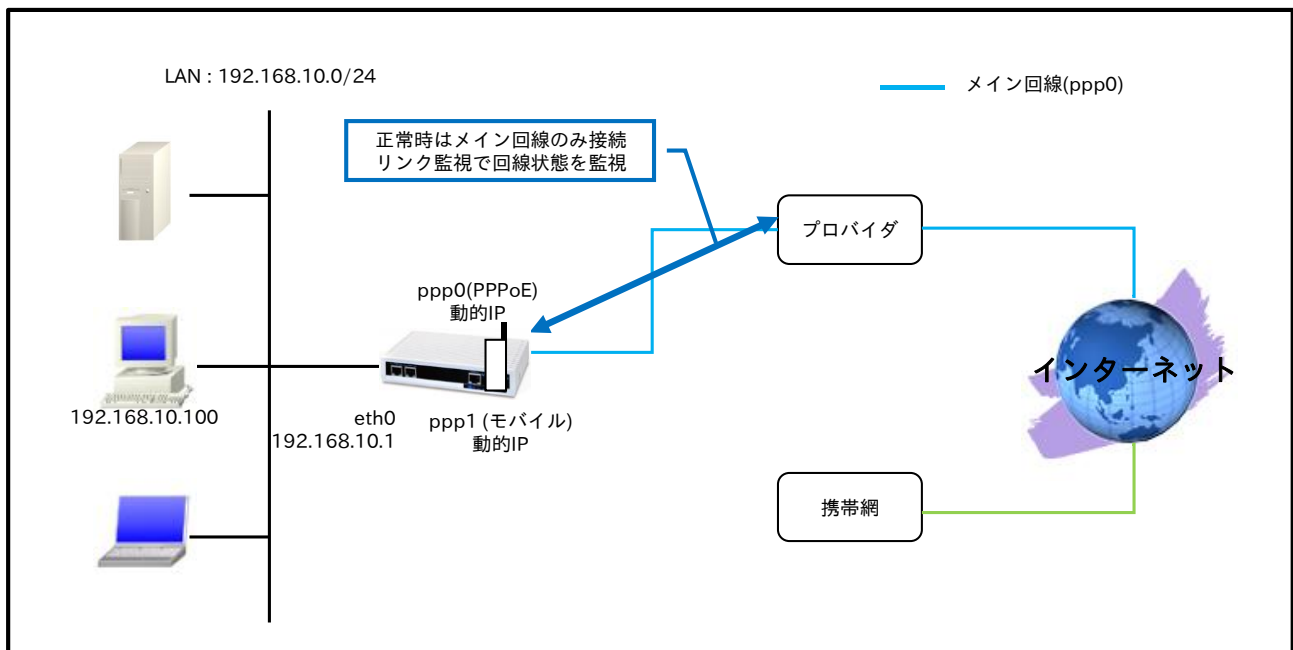 LAN : 192.168.10.0/24
メイン回線(ppp0)
正常時はメイン回線のみ接続
リンク監視で回線状態を監視
プロバイダ
ppp0(PPPoE)
動的IP
インターネット
192.168.10.100
eth0
192.168.10.1
ppp1 (モバイル)
動的IP
携帯網